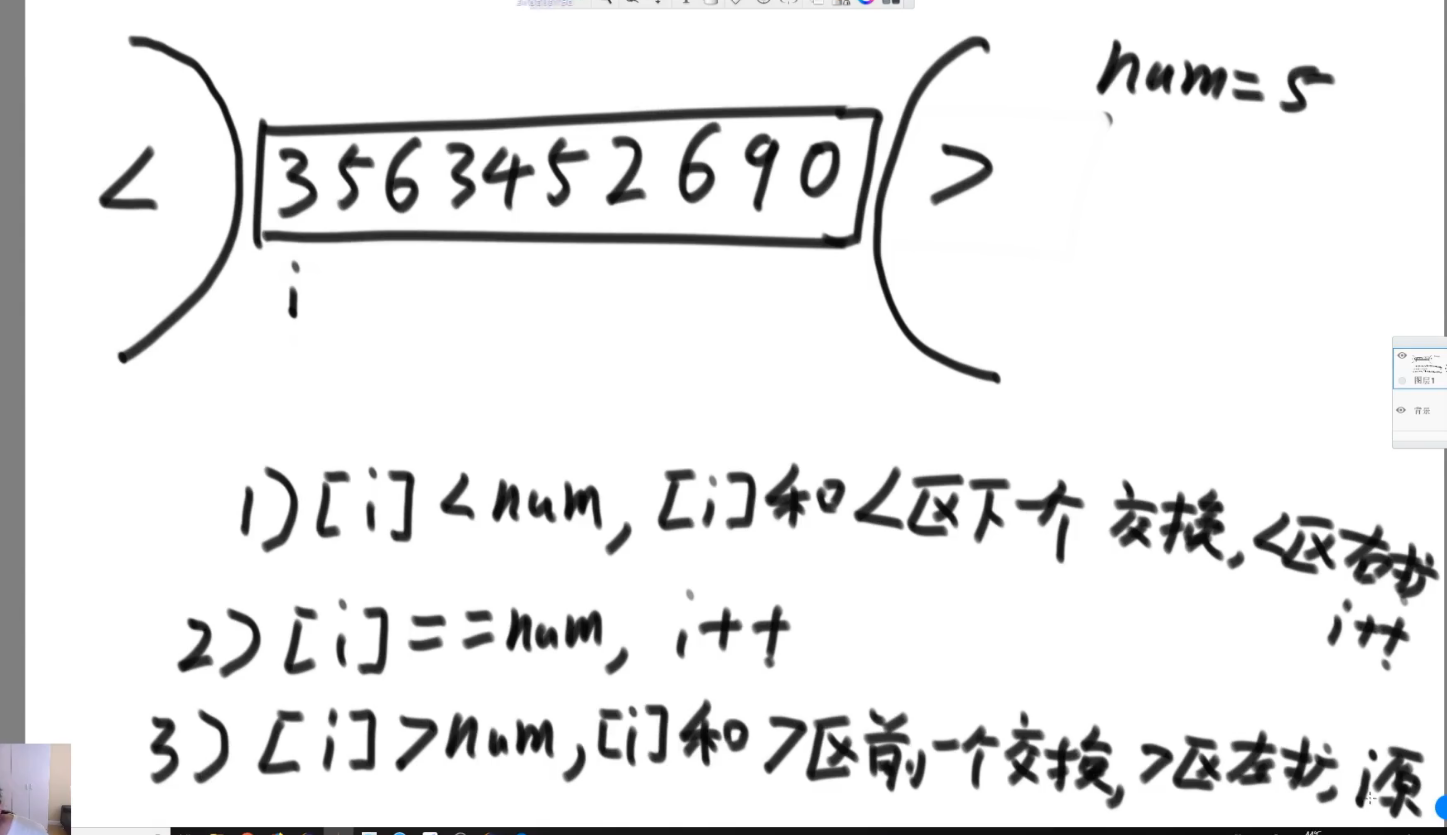 num=5
< 3 5 6 3 4 5 2 6 9 0 >
i
图层1
背景
1) [i] < num, [i]和<区下一个 交换, <区右扩
i++
2) [i] == num, i++
3) [i] > num, [i]和 >区前一个交换, >区左扩, i原